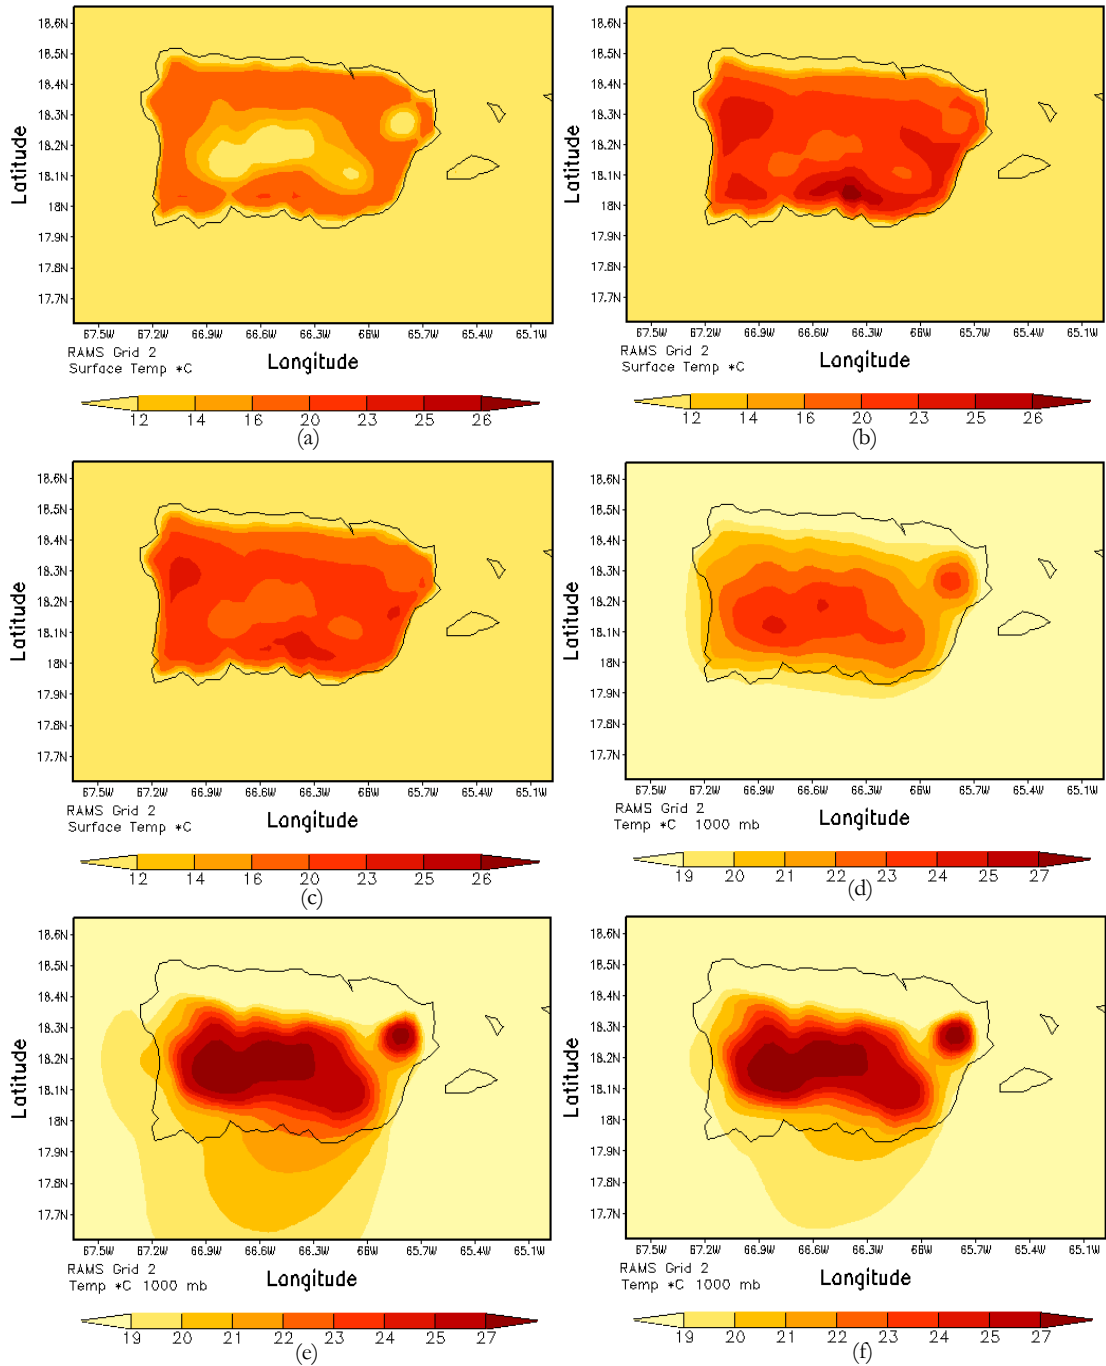 18.6N
18.5N
18.4N
18.3N
18.2N
18.1N
18N
17.9N
17.8N
17.7N
Latitude
67.5W 67.2W 66.9W 66.6W 66.3W 66W 65.7W 65.4W 65.1W
RAMS Grid 2
Surface Temp *C
Longitude
12 14 16 20 23 25 26
(a)
18.6N
18.5N
18.4N
18.3N
18.2N
18.1N
18N
17.9N
17.8N
17.7N
Latitude
67.5W 67.2W 66.9W 66.6W 66.3W 66W 65.7W 65.4W 65.1W
RAMS Grid 2
Surface Temp *C
Longitude
12 14 16 20 23 25 26
(b)
18.6N
18.5N
18.4N
18.3N
18.2N
18.1N
18N
17.9N
17.8N
17.7N
Latitude
67.5W 67.2W 66.9W 66.6W 66.3W 66W 65.7W 65.4W 65.1W
RAMS Grid 2
Surface Temp *C
Longitude
12 14 16 20 23 25 26
(c)
18.6N
18.5N
18.4N
18.3N
18.2N
18.1N
18N
17.9N
17.8N
17.7N
Latitude
67.5W 67.2W 66.9W 66.6W 66.3W 66W 65.7W 65.4W 65.1W
RAMS Grid 2
Temp *C 1000 mb
Longitude
19 20 21 22 23 24 25 27
(d)
18.6N
18.5N
18.4N
18.3N
18.2N
18.1N
18N
17.9N
17.8N
17.7N
Latitude
67.5W 67.2W 66.9W 66.6W 66.3W 66W 65.7W 65.4W 65.1W
RAMS Grid 2
Temp *C 1000 mb
Longitude
19 20 21 22 23 24 25 27
(e)
18.6N
18.5N
18.4N
18.3N
18.2N
18.1N
18N
17.9N
17.8N
17.7N
Latitude
67.5W 67.2W 66.9W 66.6W 66.3W 66W 65.7W 65.4W 65.1W
RAMS Grid 2
Temp *C 1000 mb
Longitude
19 20 21 22 23 24 25 27
(f)